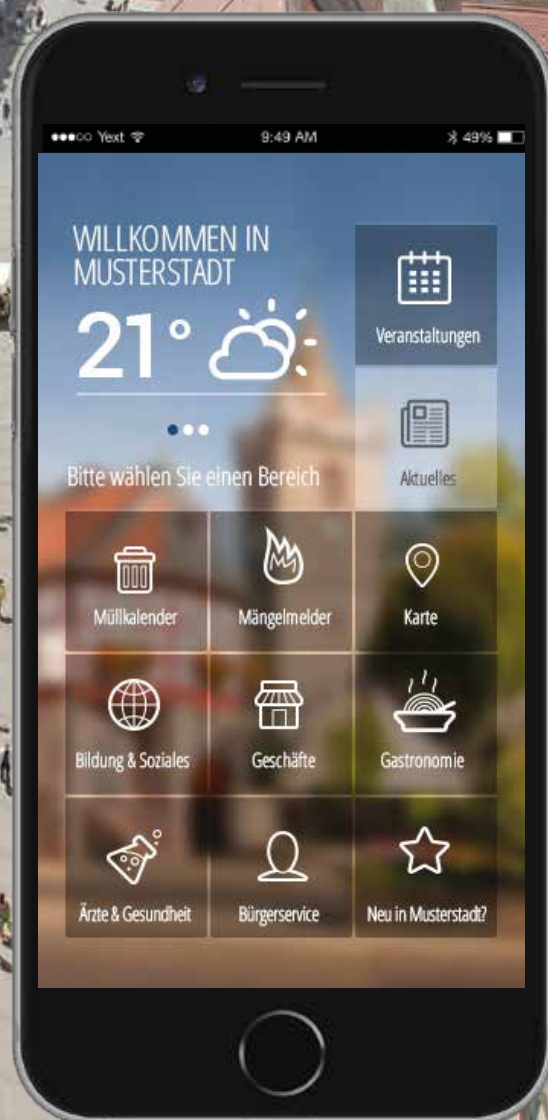 Yext
9:49 AM
49%
WILLKOMMEN IN
MUSTERSTADT
21°
Veranstaltungen
Aktuelles
Bitte wählen Sie einen Bereich
Müllkalender
Mängelmelder
Karte
Bildung & Soziales
Geschäfte
Gastronomie
Ärzte & Gesundheit
Bürgerservice
Neu in Musterstadt?